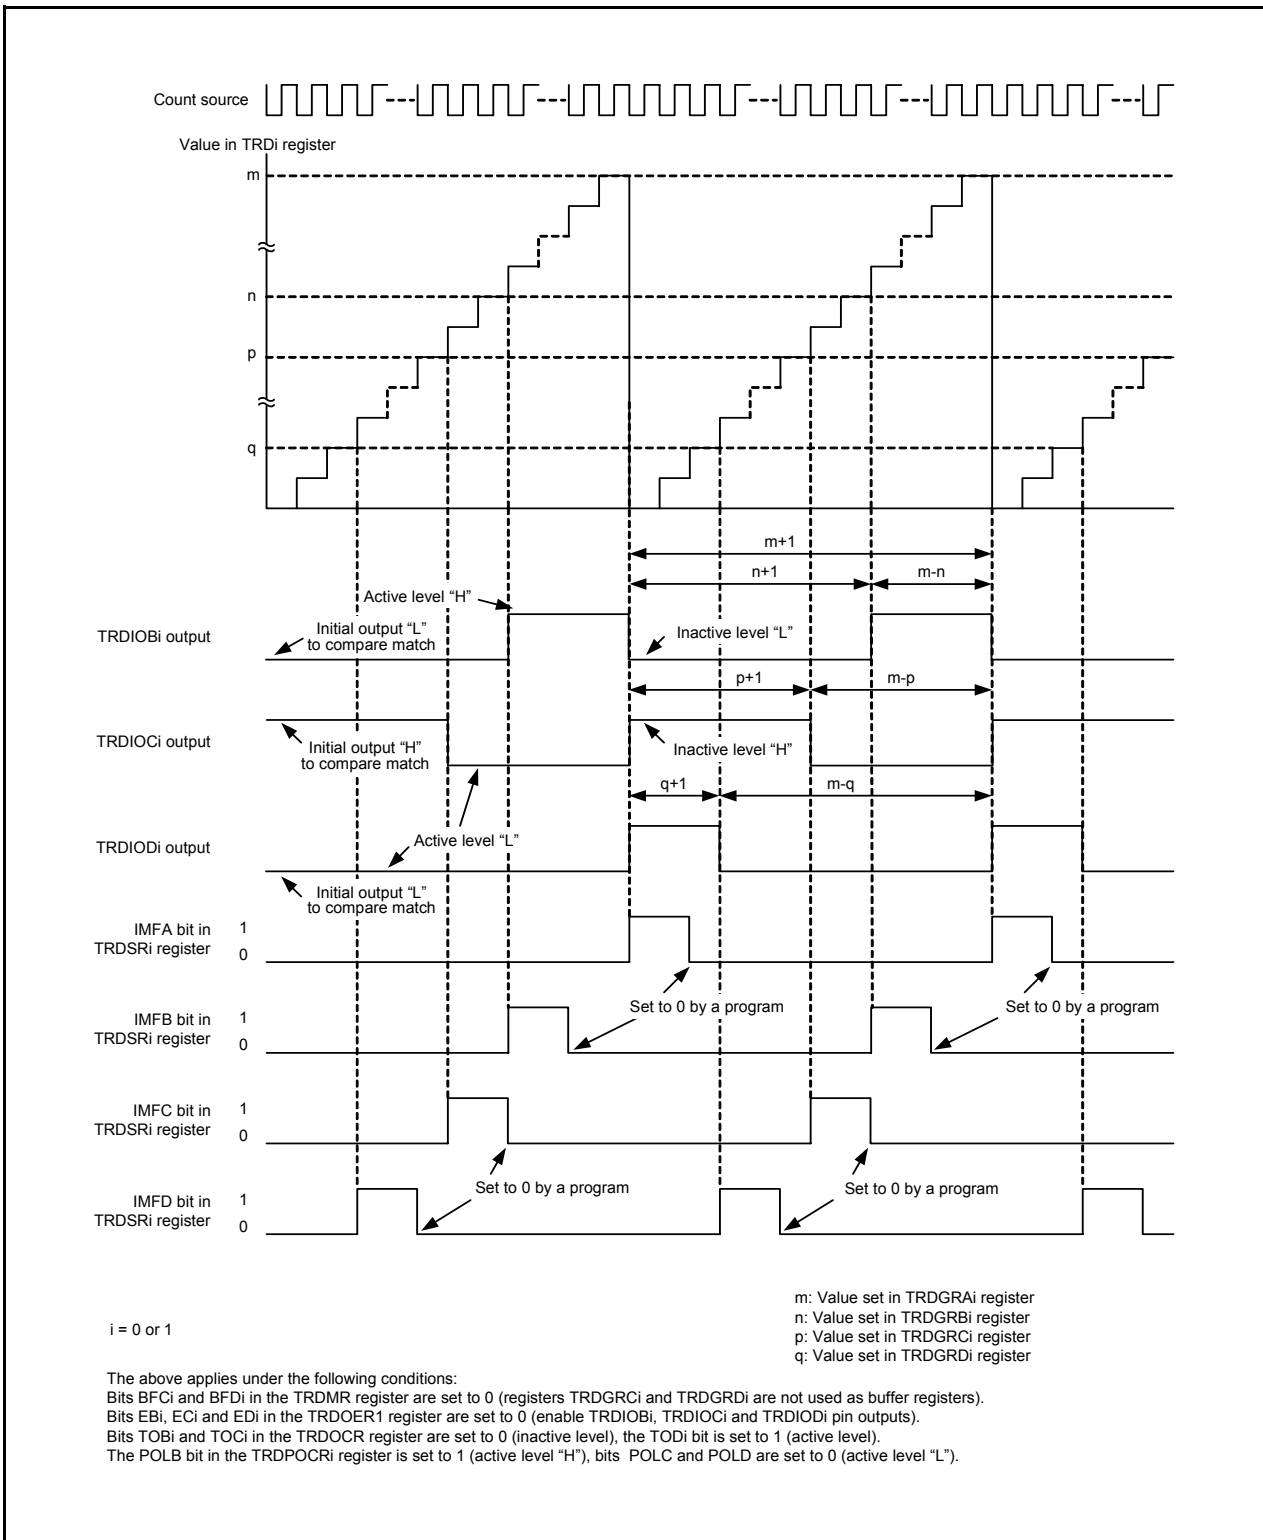 Count source
Value in TRDi register
m
n
p
q
m+1
n+1
m-n
Active level “H”
TRDIOBi output
Initial output “L”
to compare match
Inactive level “L”
p+1
m-p
TRDIOCi output
Initial output “H”
to compare match
Inactive level “H”
q+1
m-q
Active level “L”
TRDIODi output
Initial output “L”
to compare match
IMFA bit in
TRDSRi register
1
0
Set to 0 by a program
Set to 0 by a program
IMFB bit in
TRDSRi register
1
0
IMFC bit in
TRDSRi register
1
0
Set to 0 by a program
Set to 0 by a program
IMFD bit in
TRDSRi register
1
0
m: Value set in TRDGRAi register
n: Value set in TRDGRBi register
p: Value set in TRDGRCi register
q: Value set in TRDGRDi register
i = 0 or 1
The above applies under the following conditions:
Bits BFCi and BFDi in the TRDMR register are set to 0 (registers TRDGRCi and TRDGRDi are not used as buffer registers).
Bits EBi, ECi and EDi in the TRDOER1 register are set to 0 (enable TRDIOBi, TRDIOCi and TRDIODi pin outputs).
Bits TOBi and TOCi in the TRDOCR register are set to 0 (inactive level), the TODi bit is set to 1 (active level).
The POLB bit in the TRDPOCRi register is set to 1 (active level “H”), bits POLC and POLD are set to 0 (active level “L”).